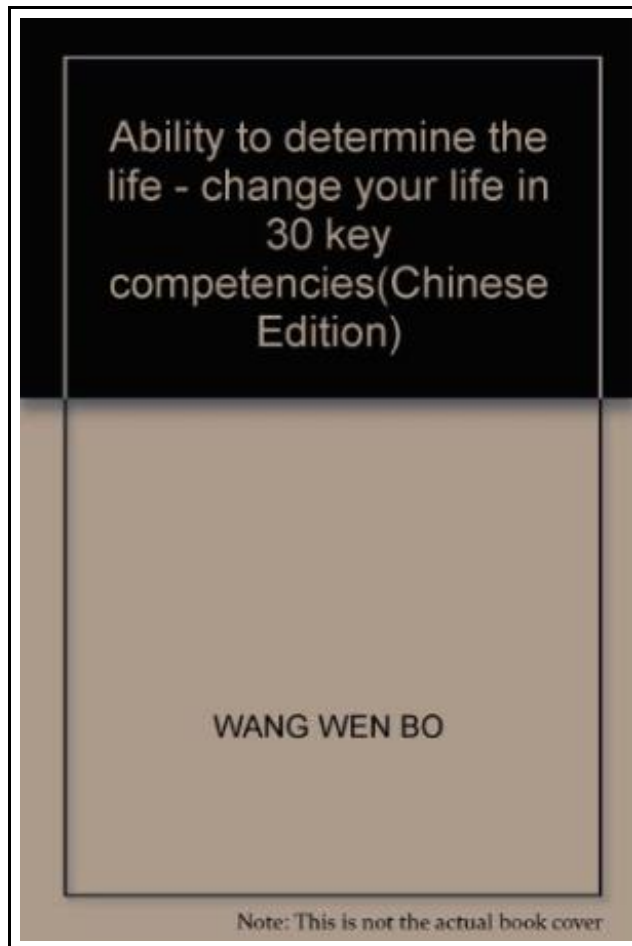 Ability to determine the
life - change your life in
30 key
competencies(Chinese
Edition)
WANG WEN BO
Note: This is not the actual book cover